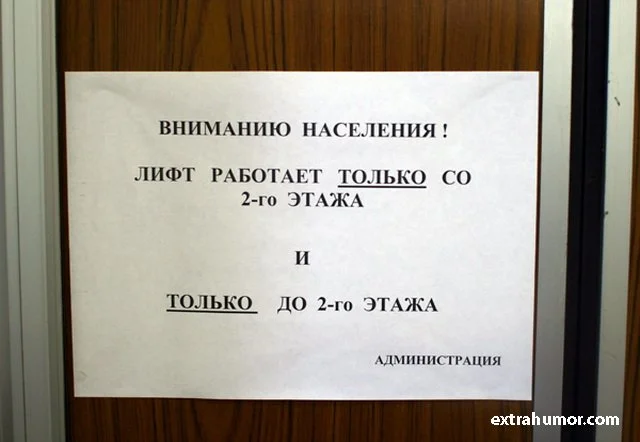 ВНИМАНИЮ НАСЕЛЕНИЯ !
ЛИФТ РАБОТАЕТ ТОЛЬКО СО
2-го ЭТАЖА
И
ТОЛЬКО ДО 2-го ЭТАЖА
АДМИНИСТРАЦИЯ
extrahumor.com